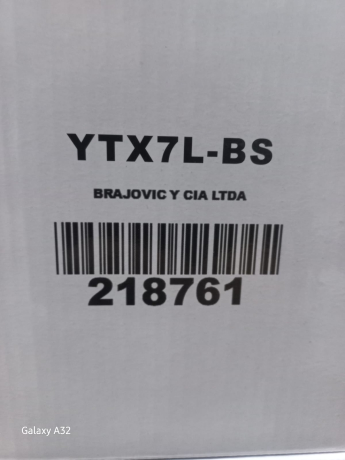 YTX7L-BS
BRAJOVIC Y CIA LTDA
218761
Galaxy A32